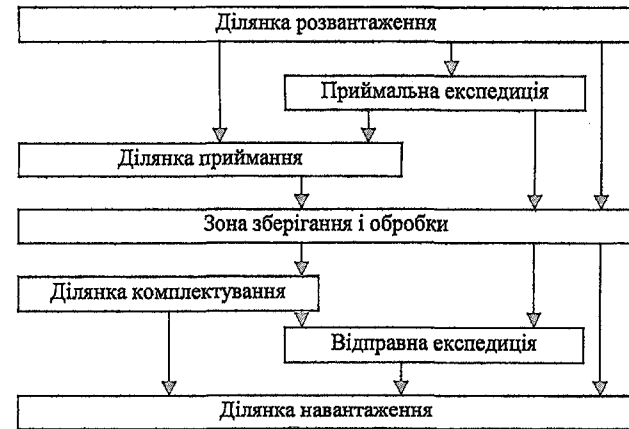 Ділянка розвантаження
Приймальна експедиція
Ділянка приймання
Зона зберігання і обробки
Ділянка комплектування
Відправна експедиція
Ділянка навантаження